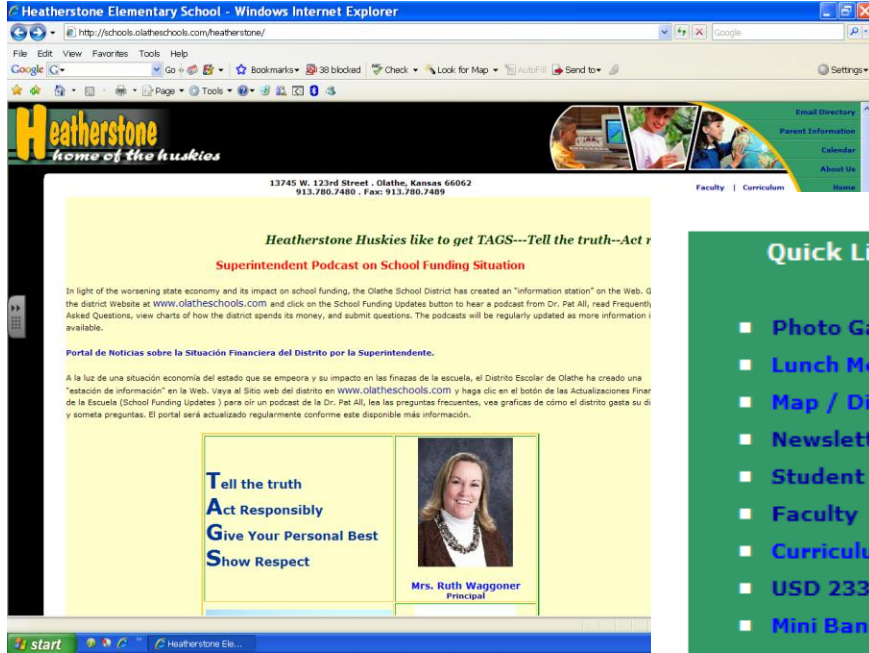 Heatherstone Elementary School - Windows Internet Explorer
http://schools.olatheschools.com/heatherstone/
Google
File Edit View Favorites Tools Help
Google G Go Bookmarks 38 blocked Check Look for Map AutoFill Send to Settings
Page Tools
Heatherstone
home of the huskies
Email Directory
Parent Information
Calendar
About Us
Home
13745 W. 123rd Street . Olathe, Kansas 66062
913.780.7480 . Fax: 913.780.7489
Faculty | Curriculum
Heatherstone Huskies like to get TAGS---Tell the truth--Act r
Superintendent Podcast on School Funding Situation
In light of the worsening state economy and its impact on school funding, the Olathe School District has created an "information station" on the Web. G
the district Website at www.olatheschools.com and click on the School Funding Updates button to hear a podcast from Dr. Pat All, read Frequently
Asked Questions, view charts of how the district spends its money, and submit questions. The podcasts will be regularly updated as more information i
available.
Portal de Noticias sobre la Situación Financiera del Distrito por la Superintendente.
A la luz de una situación economía del estado que se empeora y su impacto en las finazas de la escuela, el Distrito Escolar de Olathe ha creado una
"estación de información" en la Web. Vaya al Sitio web del distrito en www.olatheschools.com y haga clic en el botón de las Actualizaciones Finan
de la Escuela (School Funding Updates ) para oír un podcast de la Dr. Pat All, lea las preguntas frecuentes, vea graficas de cómo el distrito gasta su di
y someta preguntas. El portal será actualizado regularmente conforme este disponible más información.
Tell the truth
Act Responsibly
Give Your Personal Best
Show Respect
Mrs. Ruth Waggoner
Principal
Quick Li
Photo Ga
Lunch Me
Map / Di
Newslett
Student
Faculty
Curriculu
USD 233
Mini Ban
start
Heatherstone Ele...